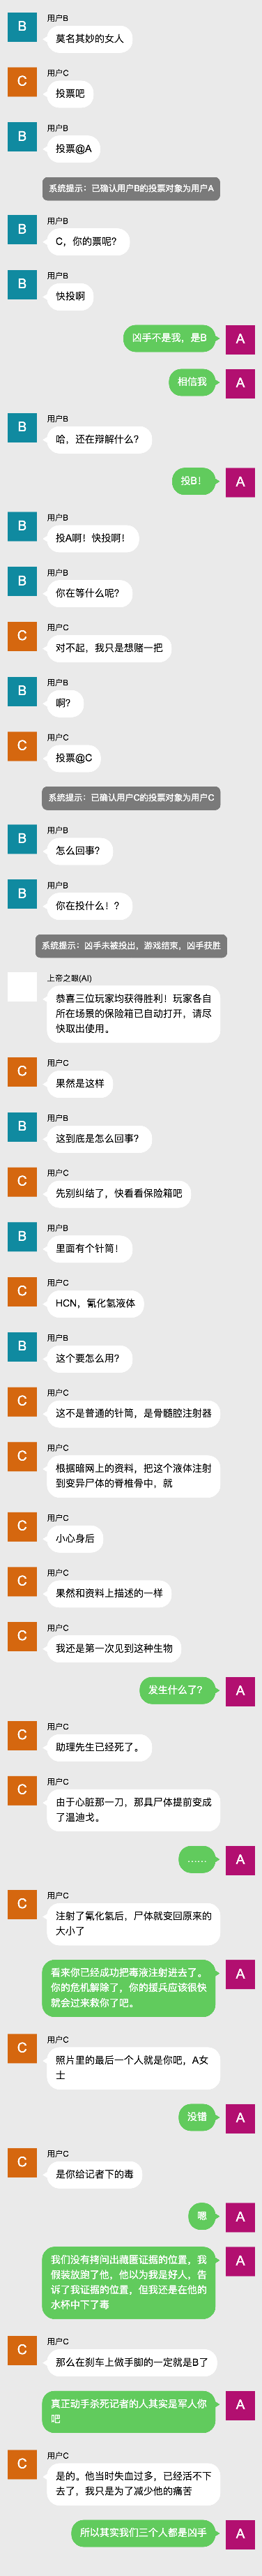 B
用户B
莫名其妙的女人
C
用户C
投票吧
B
用户B
投票@A
系统提示：已确认用户B的投票对象为用户A
B
用户B
C，你的票呢？
B
用户B
快投啊
凶手不是我，是B
A
相信我
A
B
用户B
哈，还在辩解什么？
投B！
A
B
用户B
投A啊！快投啊！
B
用户B
你在等什么呢？
C
用户C
对不起，我只是想赌一把
B
用户B
啊？
C
用户C
投票@C
系统提示：已确认用户C的投票对象为用户C
B
用户B
怎么回事？
B
用户B
你在投什么！？
系统提示：凶手未被投出，游戏结束，凶手获胜
上帝之眼(AI)
恭喜三位玩家均获得胜利！玩家各自
所在场景的保险箱已自动打开，请尽
快取出使用。
C
用户C
果然是这样
B
用户B
这到底是怎么回事？
C
用户C
先别纠结了，快看看保险箱吧
B
用户B
里面有个针筒！
C
用户C
HCN，氰化氢液体
B
用户B
这个要怎么用？
C
用户C
这不是普通的针筒，是骨髓腔注射器
C
用户C
根据暗网上的资料，把这个液体注射
到变异尸体的脊椎骨中，就
C
用户C
小心身后
C
用户C
果然和资料上描述的一样
C
用户C
我还是第一次见到这种生物
发生什么了？
A
C
用户C
助理先生已经死了。
C
用户C
由于心脏那一刀，那具尸体提前变成
了温迪戈。
……
A
C
用户C
注射了氰化氢后，尸体就变回原来的
大小了
看来你已经成功把毒液注射进去了。
你的危机解除了，你的援兵应该很快
就会过来救你了吧。
A
C
用户C
照片里的最后一个人就是你吧，A女
士
没错
A
C
用户C
是你给记者下的毒
嗯
A
我们没有拷问出藏匿证据的位置，我
假装放跑了他，他以为我是好人，告
诉了我证据的位置，但我还是在他的
水杯中下了毒
A
C
用户C
那么在刹车上做手脚的一定就是B了
真正动手杀死记者的人其实是军人你
吧
A
C
用户C
是的。他当时失血过多，已经活不下
去了，我只是为了减少他的痛苦
所以其实我们三个人都是凶手
A